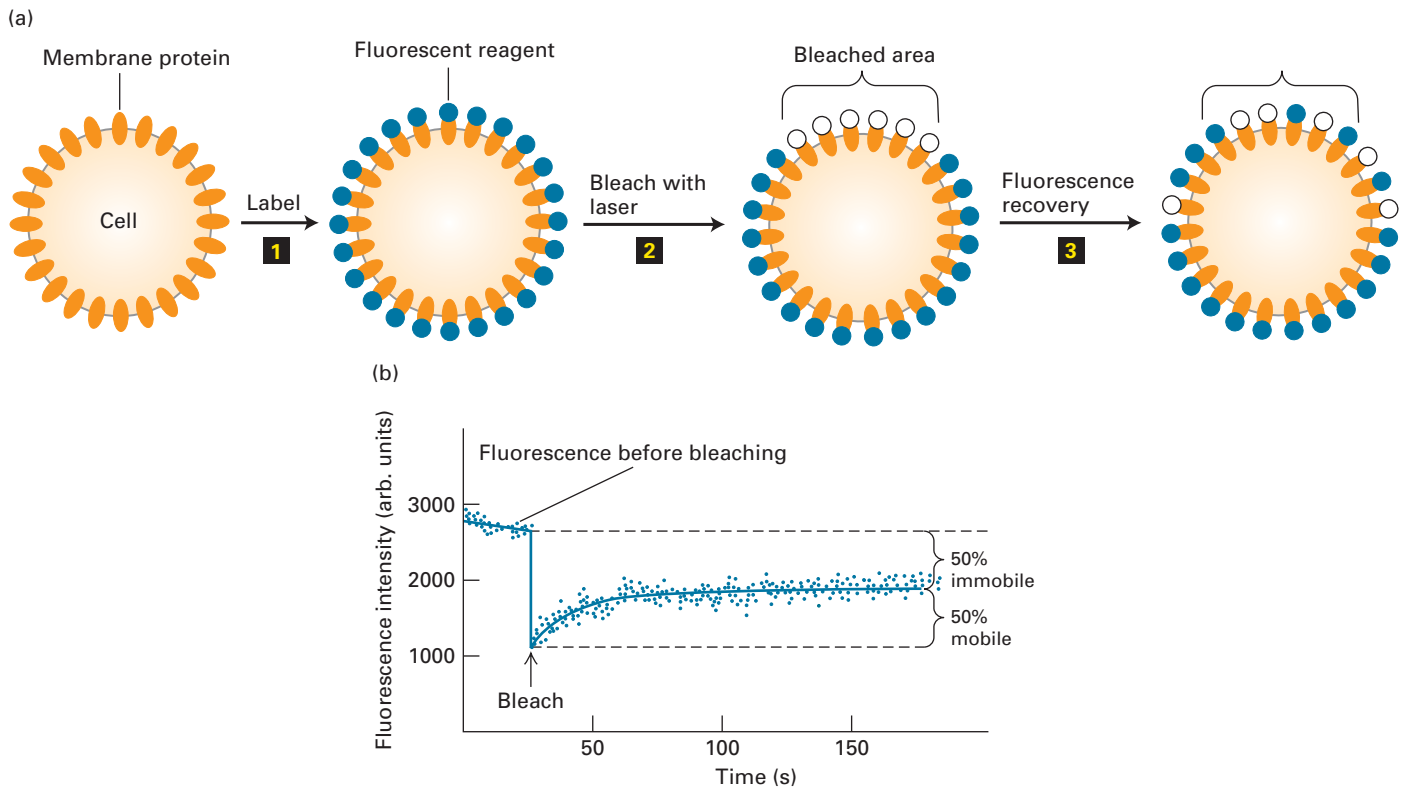 (a)
Membrane protein
Fluorescent reagent
Bleached area
Cell
Label
1
Bleach with
laser
2
Fluorescence
recovery
3
(b)
Fluorescence intensity (arb. units)
Fluorescence before bleaching
3000
2000
1000
50%
immobile
50%
mobile
Bleach
50
100
150
Time (s)